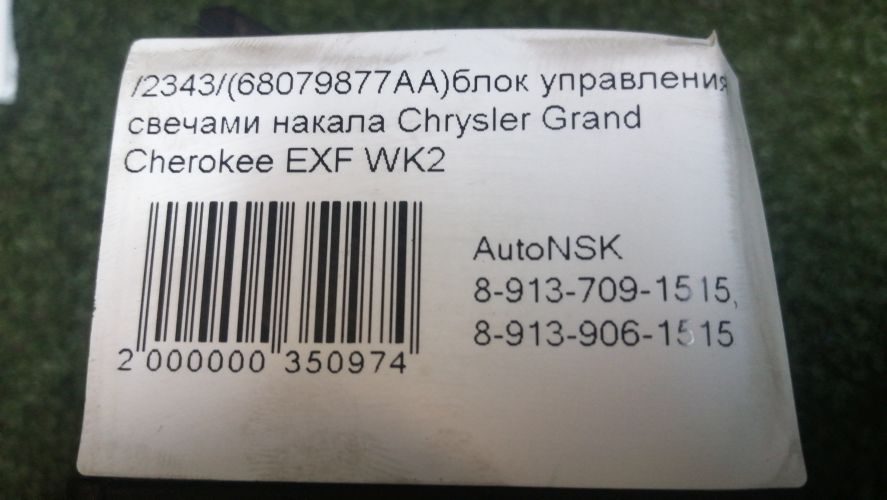 /2343/(68079877AA)блок управления
свечами накала Chrysler Grand
Cherokee EXF WK2
AutoNSK
8-913-709-1515,
8-913-906-1515
2 000000 350974